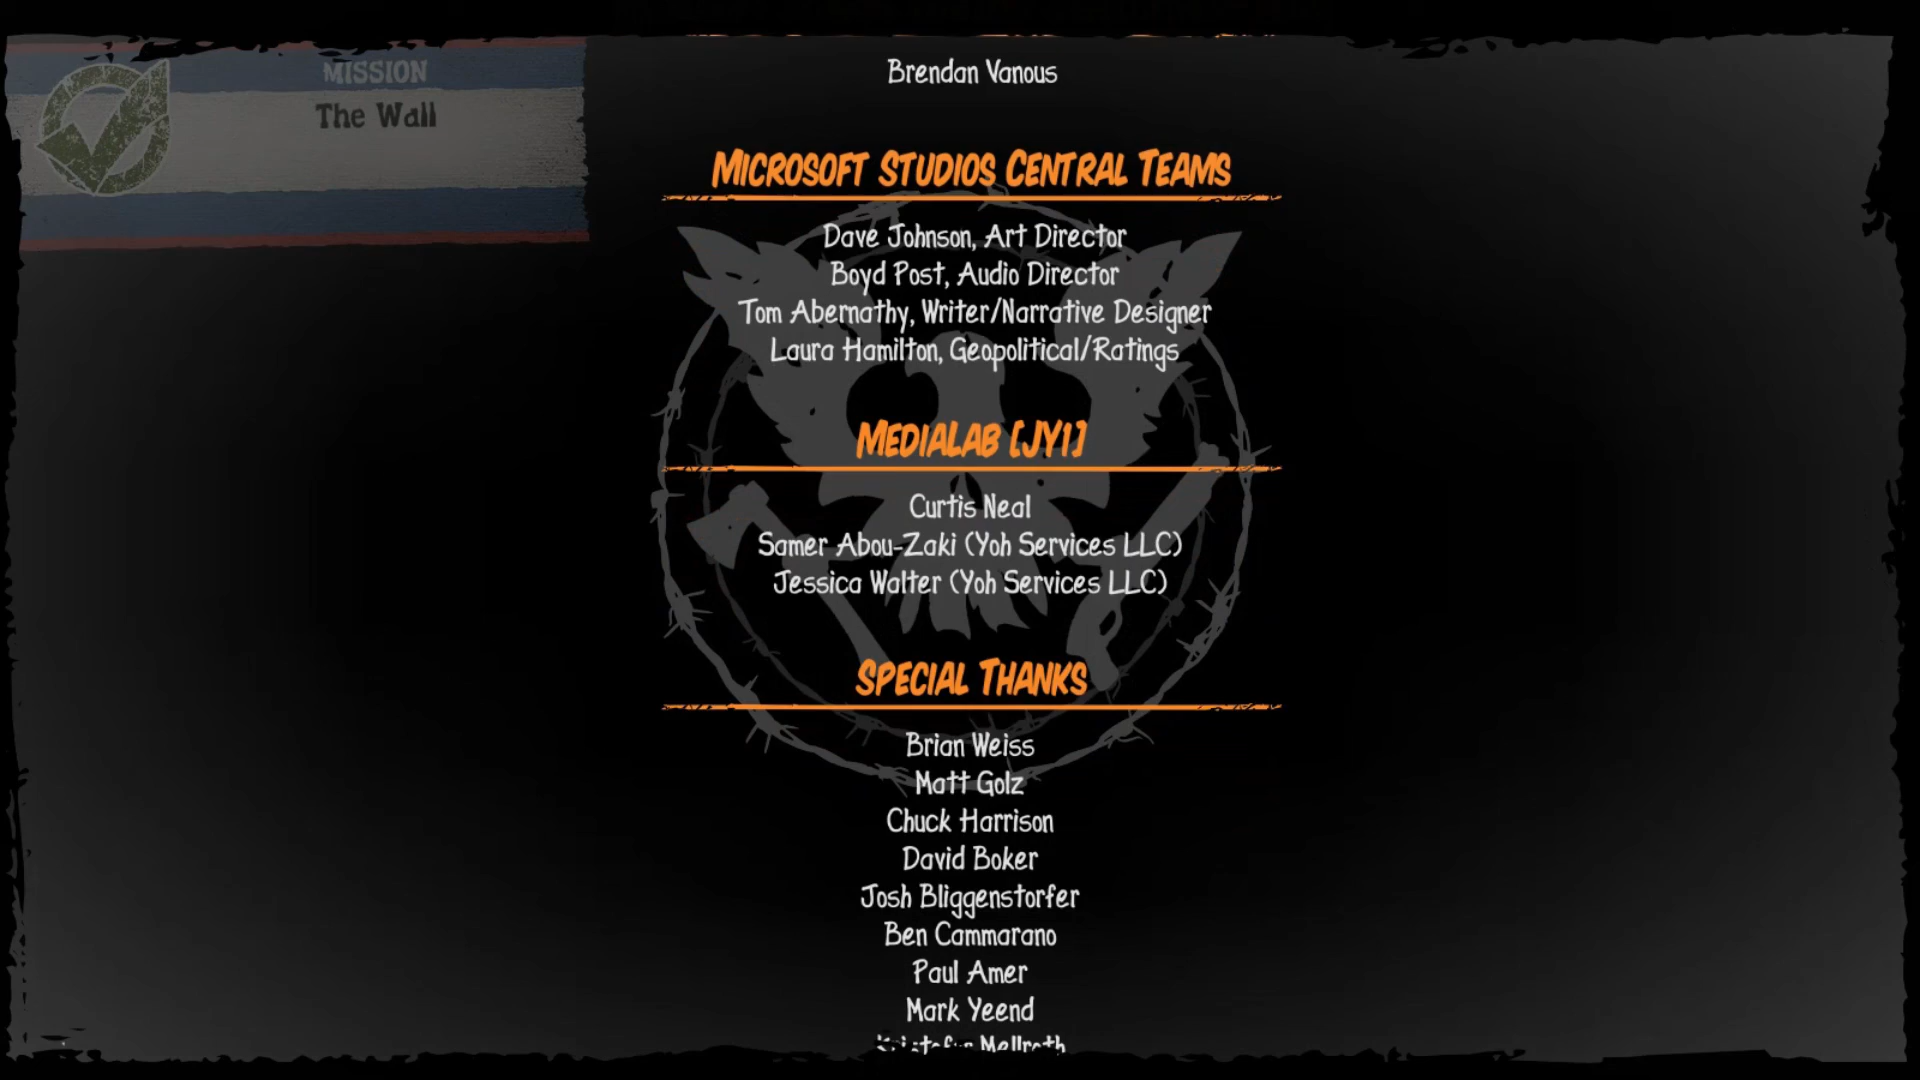 MISSION
The Wall
Brendan Vanous
MICROSOFT STUDIOS CENTRAL TEAMS
Dave Johnson, Art Director
Boyd Post, Audio Director
Tom Abernathy, Writer/Narrative Designer
Laura Hamilton, Geopolitical/Ratings
MEDIALAB [JYI]
Curtis Neal
Samer Abou-Zaki (Yoh Services LLC)
Jessica Walter (Yoh Services LLC)
SPECIAL THANKS
Brian Weiss
Matt Golz
Chuck Harrison
David Boker
Josh Bliggenstorfer
Ben Cammarano
Paul Amer
Mark Yeend